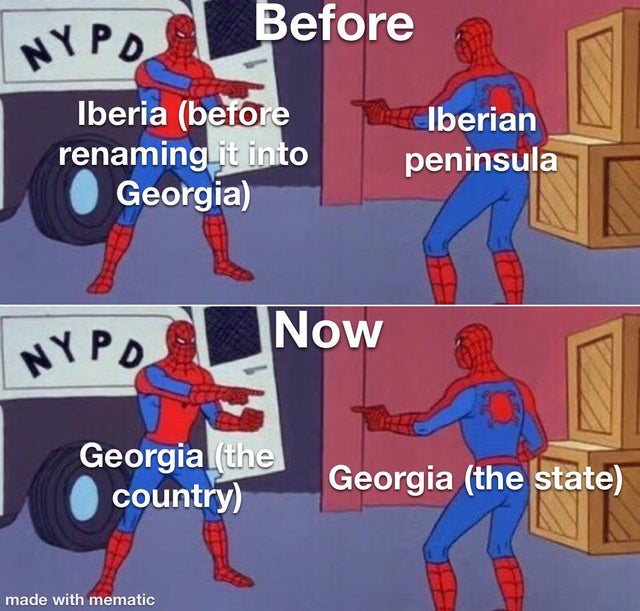 Before
NYPD
Iberia (before
renaming it into
Georgia)
Iberian
peninsula
Now
NYPD
Georgia (the
country)
Georgia (the state)
made with mematic